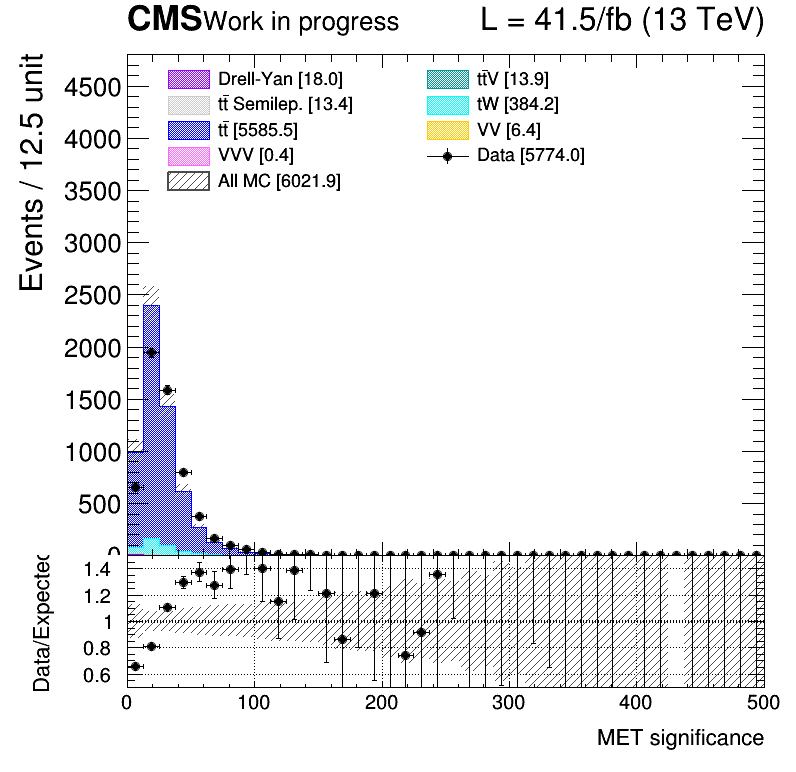 CMS Work in progress L = 41.5/fb (13 TeV)
Events / 12.5 unit
4500
4000
3500
3000
2500
2000
1500
1000
500
0
Drell-Yan [18.0]
tt̄ Semilep. [13.4]
tt̄ [5585.5]
VVV [0.4]
All MC [6021.9]
tt̄V [13.9]
tW [384.2]
VV [6.4]
Data [5774.0]
Data/Expected
1.4
1.2
1
0.8
0.6
0 100 200 300 400 500
MET significance